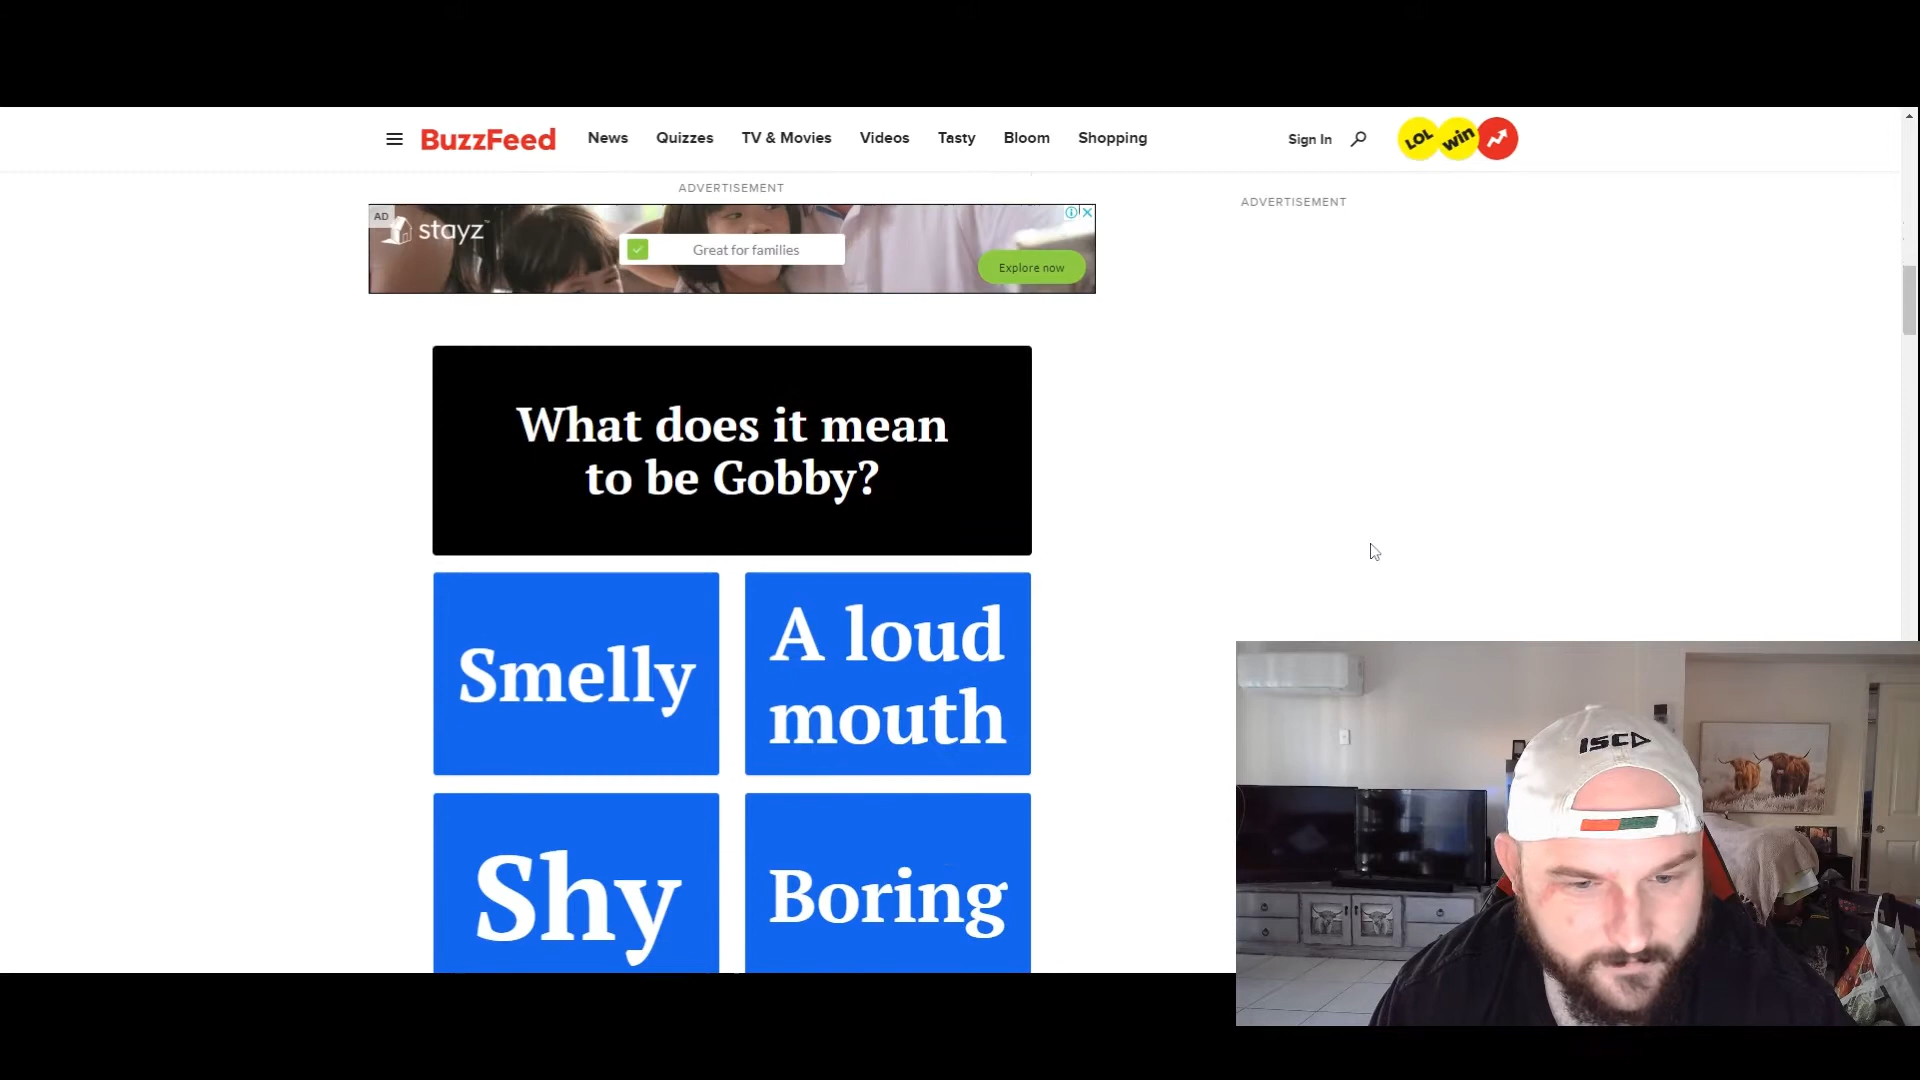 BuzzFeed News Quizzes TV & Movies Videos Tasty Bloom Shopping Sign In LOL win
ADVERTISEMENT
ADVERTISEMENT
AD
stayz™
Great for families
Explore now
What does it mean
to be Gobby?
Smelly
A loud
mouth
Shy
Boring
ISC